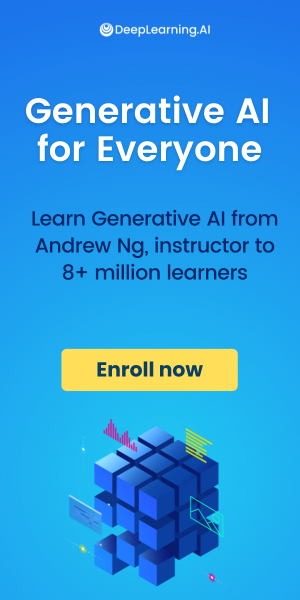 DeepLearning.AI
Generative AI
for Everyone
Learn Generative AI from
Andrew Ng, instructor to
8+ million learners
Enroll now